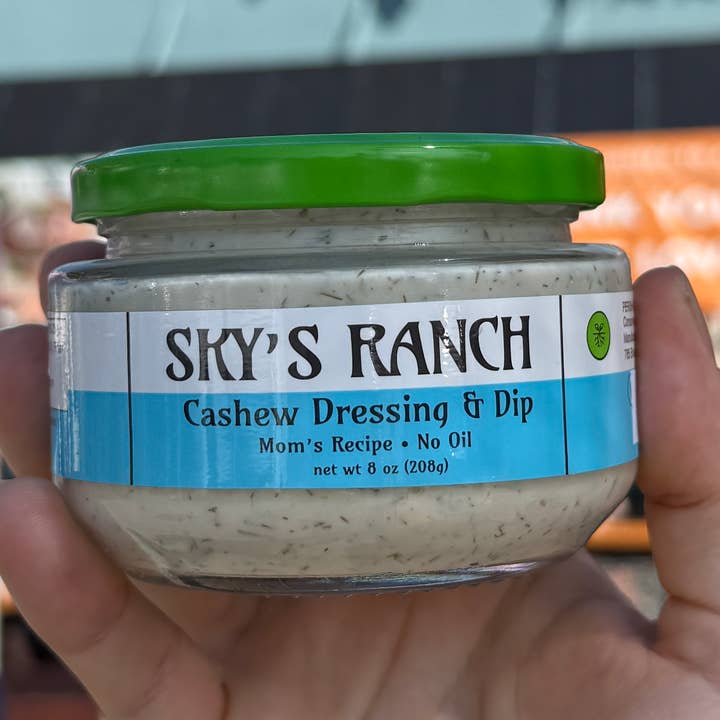 SKY'S RANCH
Cashew Dressing & Dip
Mom's Recipe • No Oil
net wt 8 oz (208g)